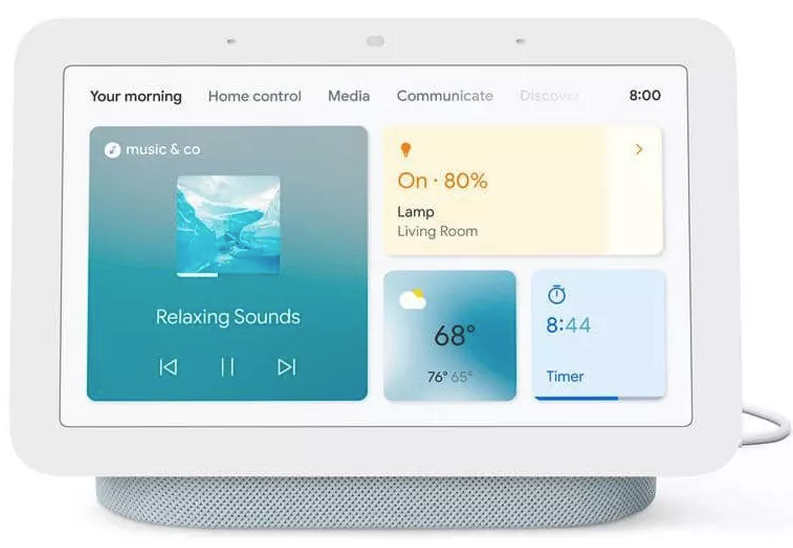 Your morning Home control Media Communicate Discover 8:00
music & co
Relaxing Sounds
On · 80%
Lamp
Living Room
68°
76° 65°
8:44
Timer